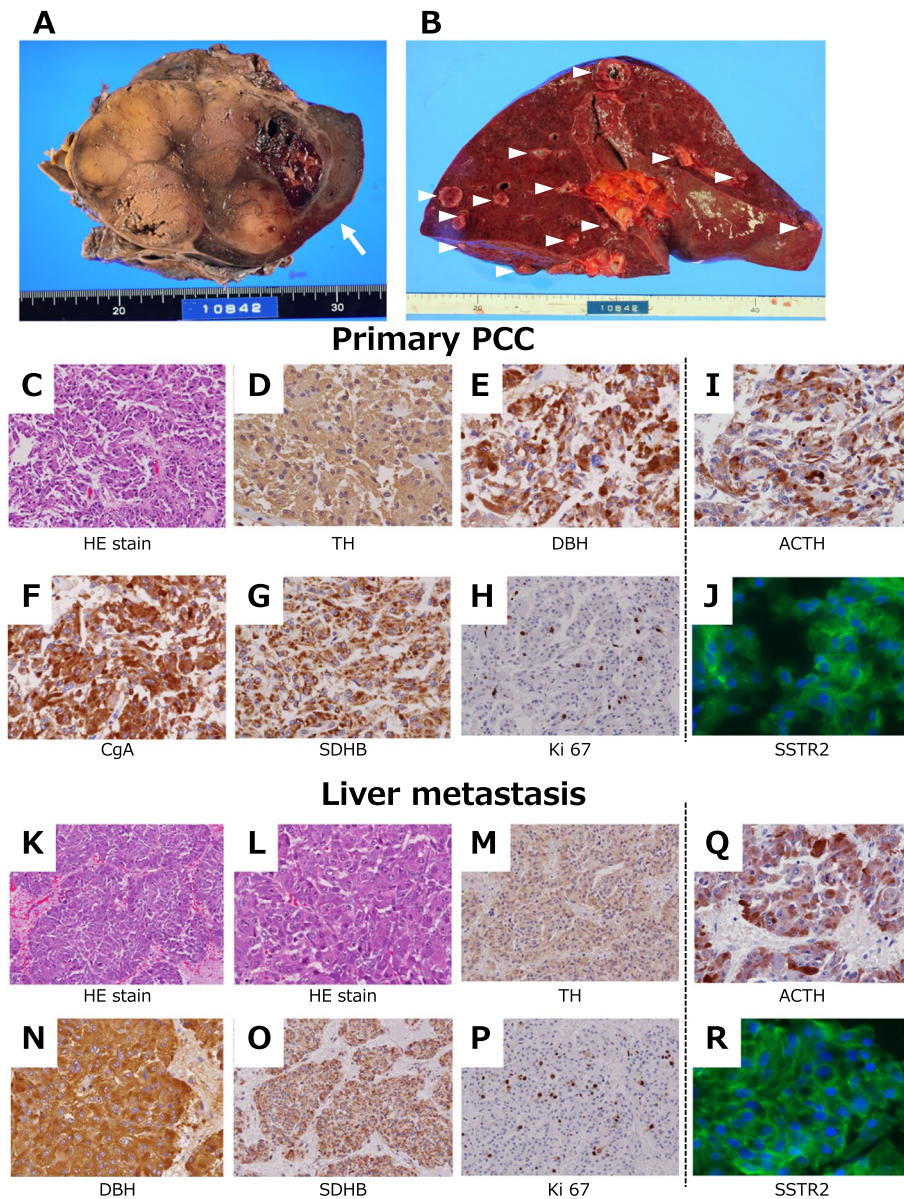 A
B
20
10842
30
20
10842
40
Primary PCC
C
D
E
I
HE stain
TH
DBH
ACTH
F
G
H
J
CgA
SDHB
Ki 67
SSTR2
Liver metastasis
K
L
M
Q
HE stain
HE stain
TH
ACTH
N
O
P
R
DBH
SDHB
Ki 67
SSTR2